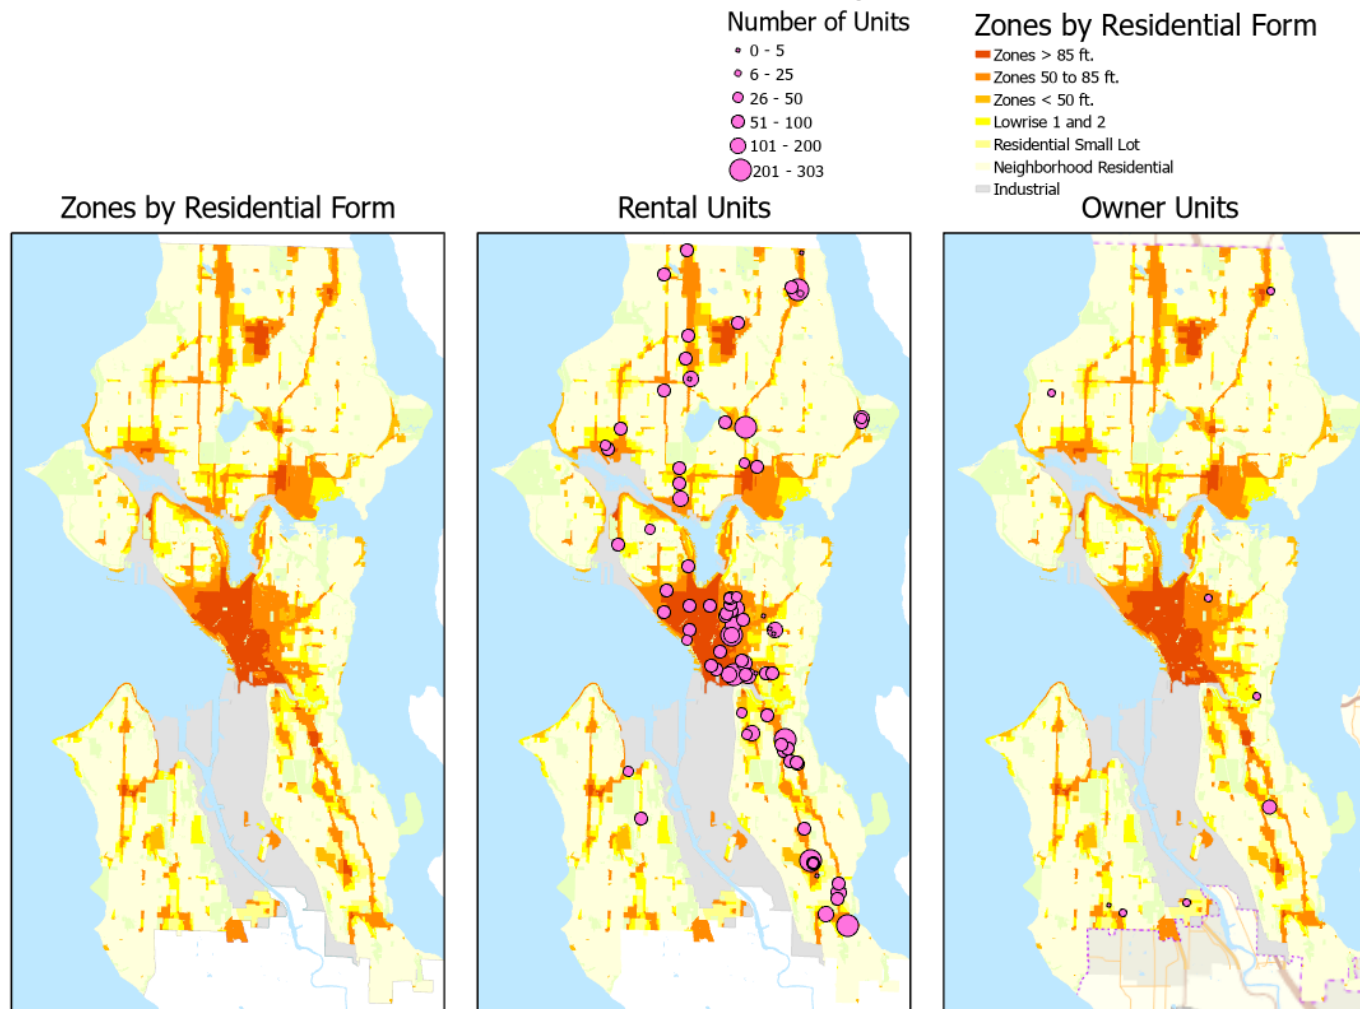 Number of Units
0 - 5
6 - 25
26 - 50
51 - 100
101 - 200
201 - 303
Zones by Residential Form
Zones > 85 ft.
Zones 50 to 85 ft.
Zones < 50 ft.
Lowrise 1 and 2
Residential Small Lot
Neighborhood Residential
Industrial
Zones by Residential Form
Rental Units
Owner Units